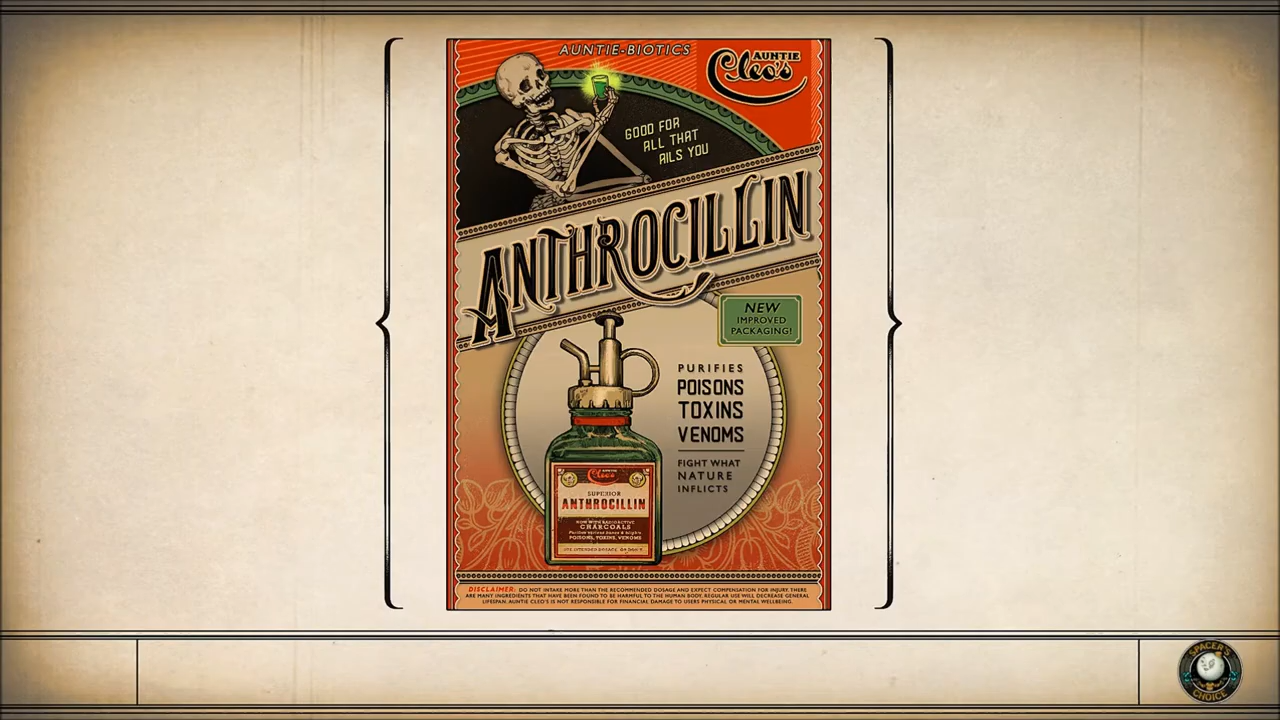 AUNTIE-BIOTICS
AUNTIE
Cleo's
GOOD FOR
ALL THAT
AILS YOU
ANTHROCILLIN
NEW
IMPROVED
PACKAGING!
PURIFIES
POISONS
TOXINS
VENOMS
FIGHT WHAT
NATURE
INFLICTS
AUNTIE
Cleo's
SUPERIOR
ANTHROCILLIN
NOW WITH RADIOACTIVE
CHARCOALS
POISONS, TOXINS, VENOMS
DISCLAIMER: DO NOT INTAKE MORE THAN THE RECOMMENDED DOSAGE AND EXPECT COMPENSATION FOR INJURY. THERE
ARE MANY INGREDIENTS THAT HAVE BEEN FOUND TO BE HARMFUL TO THE HUMAN BODY. REGULAR USE WILL DECREASE GENERAL
LIFESPAN. AUNTIE CLEO'S IS NOT RESPONSIBLE FOR FINANCIAL DAMAGE TO USERS PHYSICAL OR MENTAL WELLBEING.
SPACER'S
CHOICE